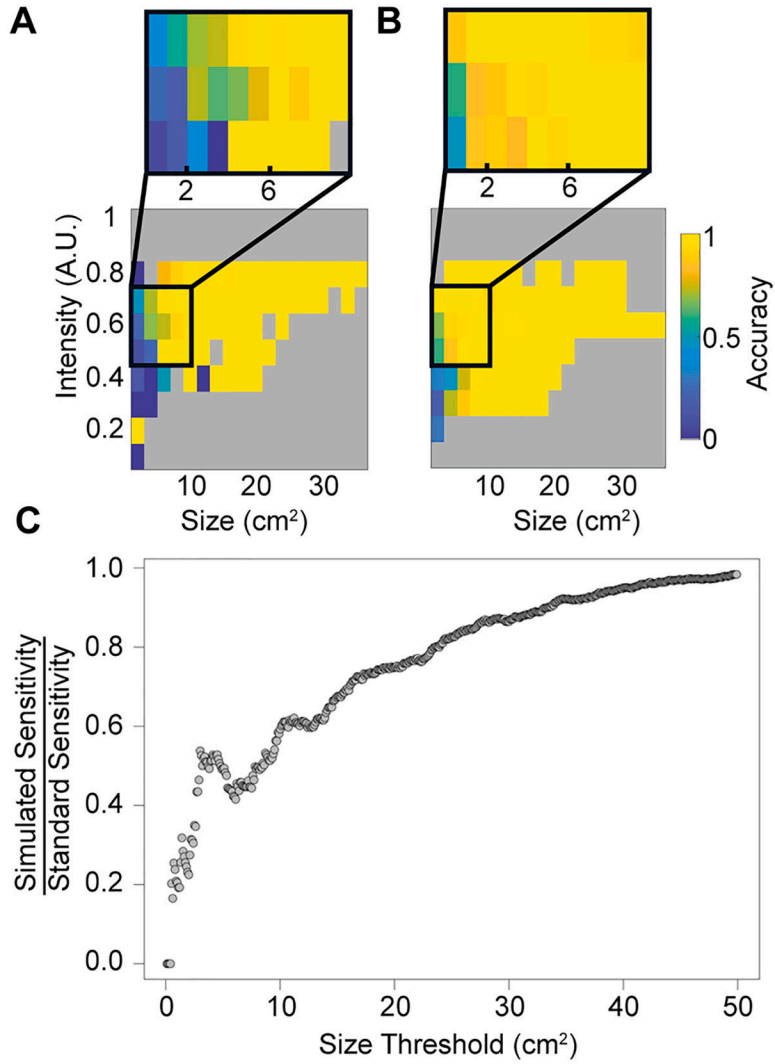 A
B
2 6
2 6
Intensity (A.U.)
1
0.8
0.6
0.4
0.2
10 20 30
Size (cm²)
10 20 30
Size (cm²)
1
0.5
0
Accuracy
C
Simulated Sensitivity
Standard Sensitivity
1.0
0.8
0.6
0.4
0.2
0.0
0 10 20 30 40 50
Size Threshold (cm²)